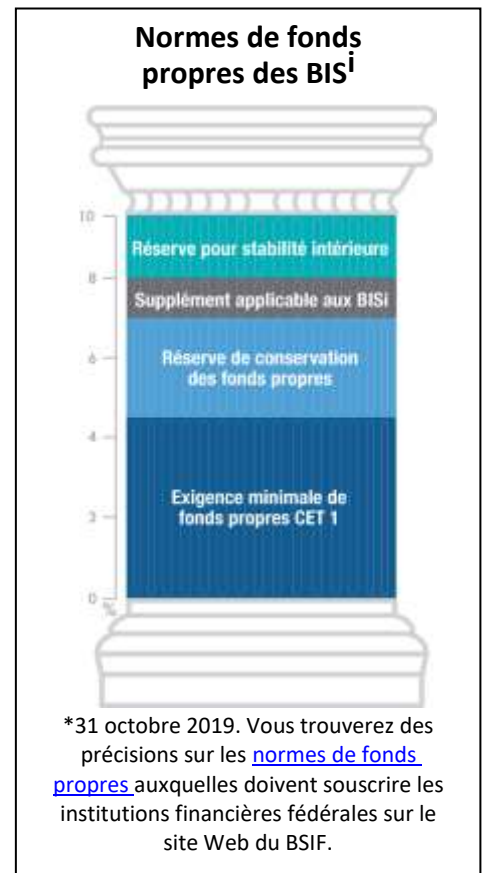 Normes de fonds
propres des BISi
10
Réserve pour stabilité intérieure
8
Supplément applicable aux BISi
6
Réserve de conservation
des fonds propres
4
Exigence minimale de
fonds propres CET 1
2
0
%
*31 octobre 2019. Vous trouverez des
précisions sur les normes de fonds
propres auxquelles doivent souscrire les
institutions financières fédérales sur le
site Web du BSIF.